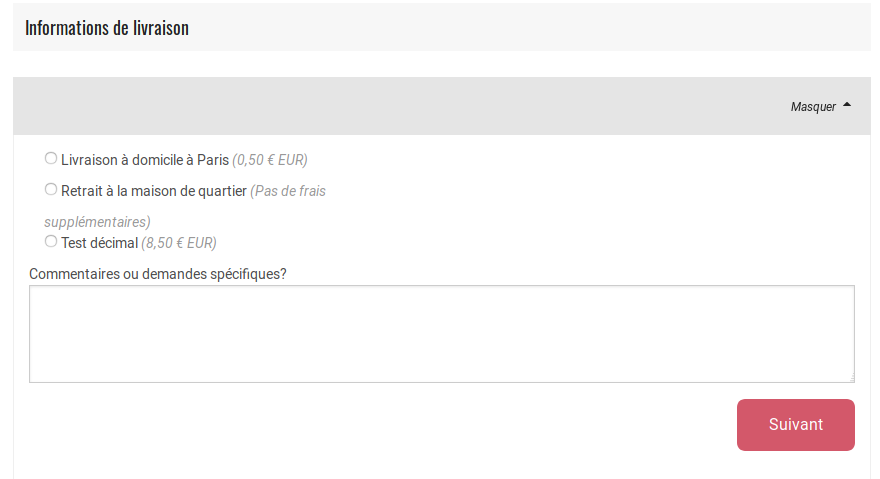 Informations de livraison
Masquer
Livraison à domicile à Paris (0,50 € EUR)
Retrait à la maison de quartier (Pas de frais
supplémentaires)
Test décimal (8,50 € EUR)
Commentaires ou demandes spécifiques?
Suivant